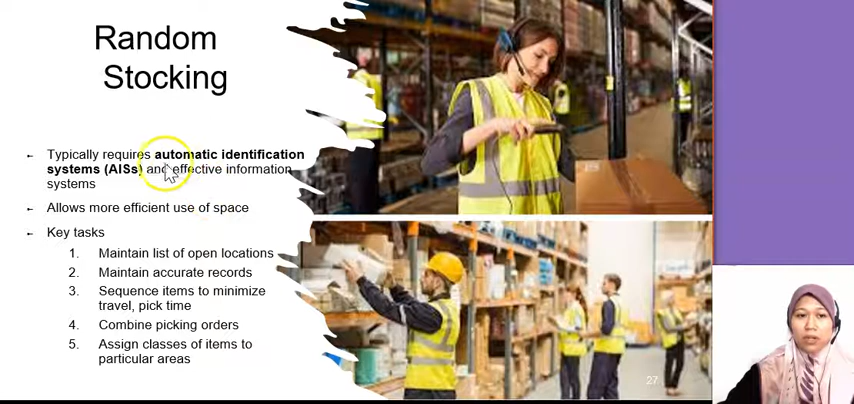 Random
Stocking
Typically requires automatic identification
systems (AISs) and effective information
systems
Allows more efficient use of space
Key tasks
1. Maintain list of open locations
2. Maintain accurate records
3. Sequence items to minimize
travel, pick time
4. Combine picking orders
5. Assign classes of items to
particular areas
27